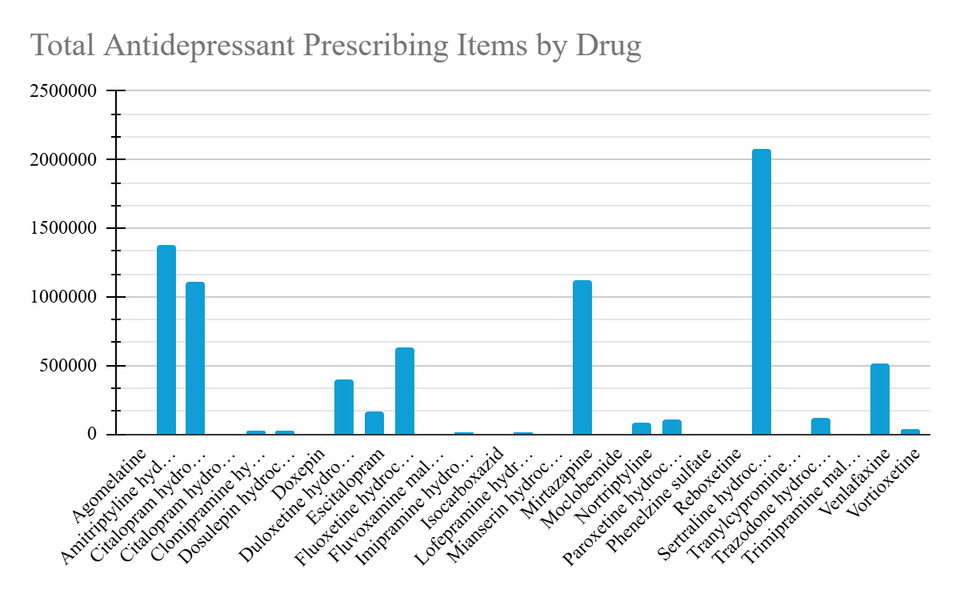 Total Antidepressant Prescribing Items by Drug
2500000
2000000
1500000
1000000
500000
0
Agomelatine
Amitriptyline hyd…
Citalopram hydro…
Citalopram hydro…
Clomipramine hy…
Dosulepin hydroc…
Doxepin
Duloxetine hydro…
Escitalopram
Fluoxetine hydroc…
Fluvoxamine mal…
Imipramine hydro…
Isocarboxazid
Lofepramine hydr…
Mianserin hydroc…
Mirtazapine
Moclobemide
Nortriptyline
Paroxetine hydroc…
Phenelzine sulfate
Reboxetine
Sertraline hydroc…
Tranylcypromine…
Trazodone hydroc…
Trimipramine mal…
Venlafaxine
Vortioxetine